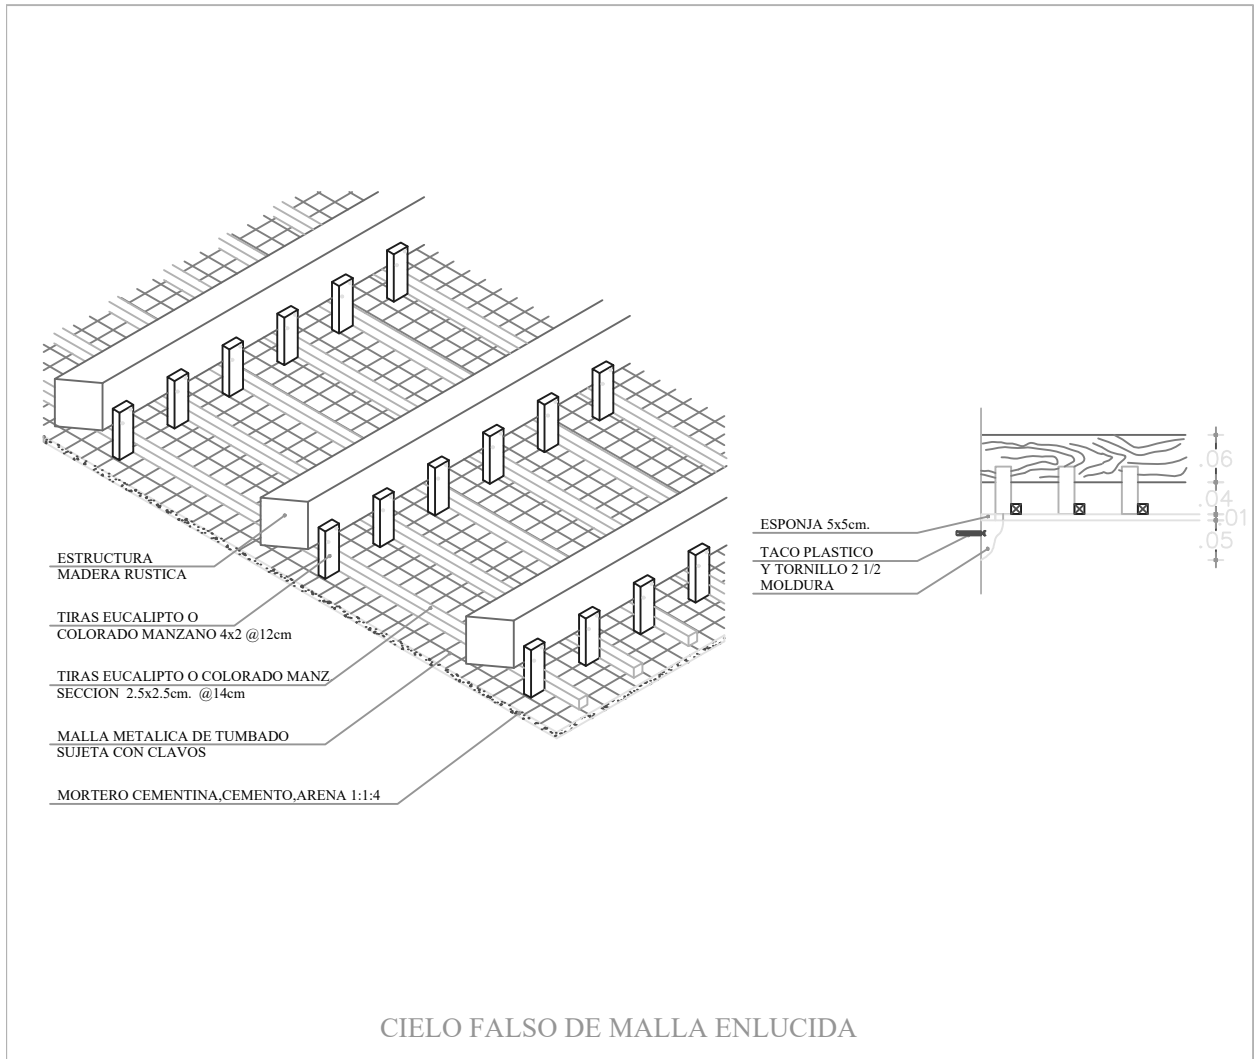 ESTRUCTURA
MADERA RUSTICA
TIRAS EUCALIPTO O
COLORADO MANZANO 4x2 @12cm
TIRAS EUCALIPTO O COLORADO MANZ
SECCION 2.5x2.5cm. @14cm
MALLA METALICA DE TUMBADO
SUJETA CON CLAVOS
MORTERO CEMENTINA,CEMENTO,ARENA 1:1:4
ESPONJA 5x5cm.
TACO PLASTICO
Y TORNILLO 2 1/2
MOLDURA
.06
.04
.01
.05
CIELO FALSO DE MALLA ENLUCIDA